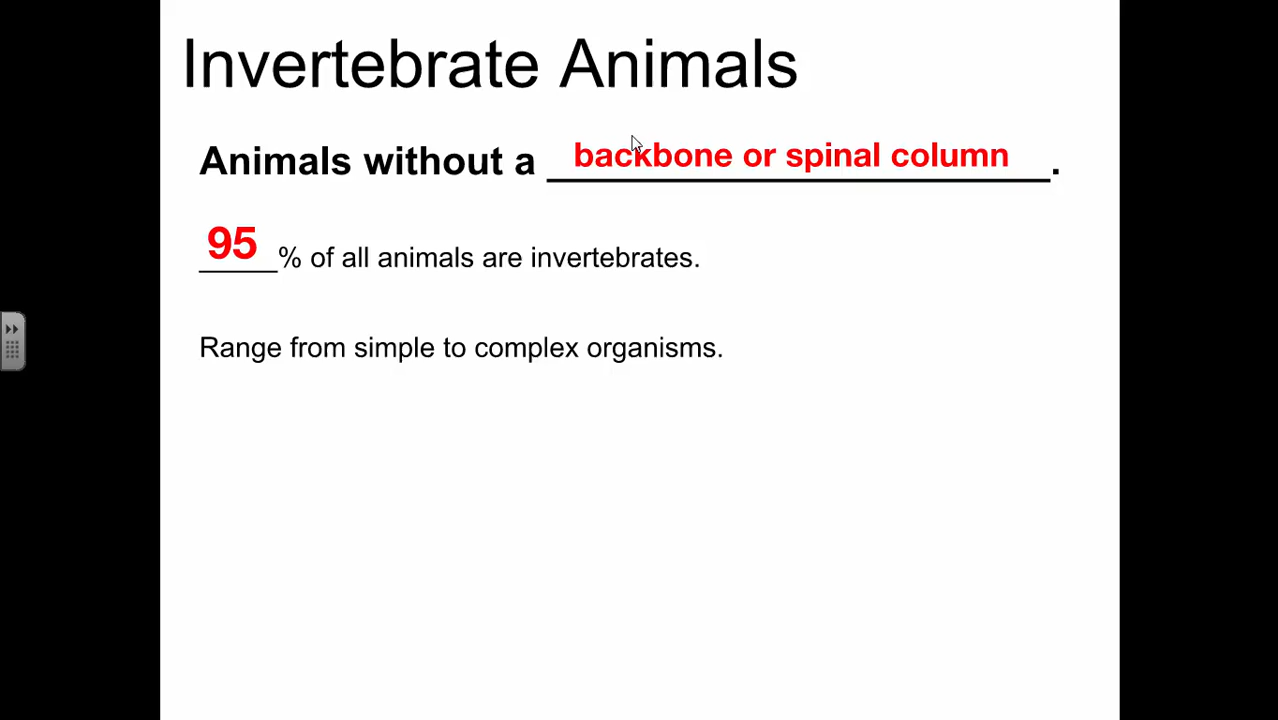 Invertebrate Animals
Animals without a backbone or spinal column.
95% of all animals are invertebrates.
Range from simple to complex organisms.